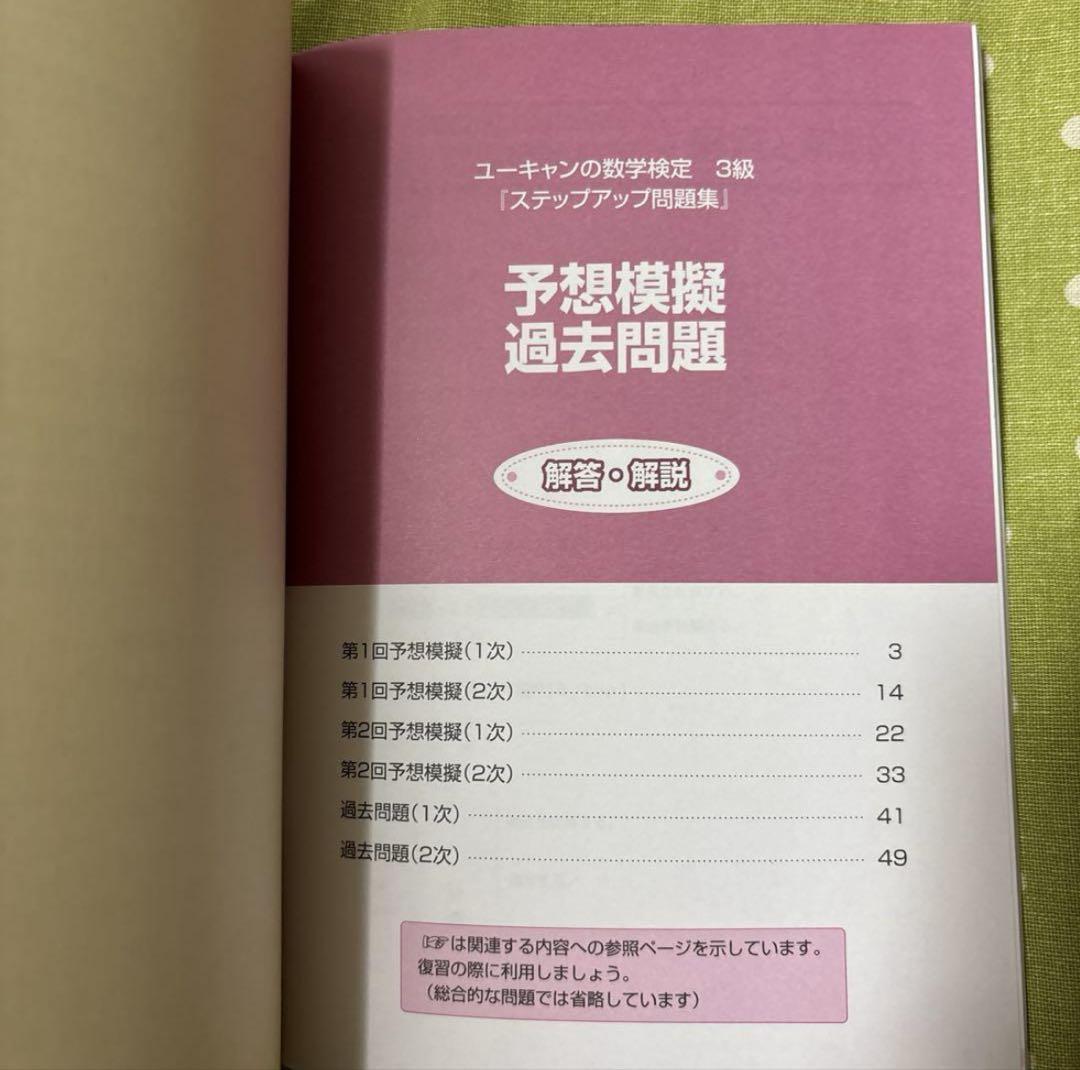 ユーキャンの数学検定 3級
『ステップアップ問題集』
予想模擬
過去問題
解答・解説
第1回予想模擬(1次) 3
第1回予想模擬(2次) 14
第2回予想模擬(1次) 22
第2回予想模擬(2次) 33
過去問題(1次) 41
過去問題(2次) 49
☞は関連する内容への参照ページを示しています。
復習の際に利用しましょう。
(総合的な問題では省略しています)